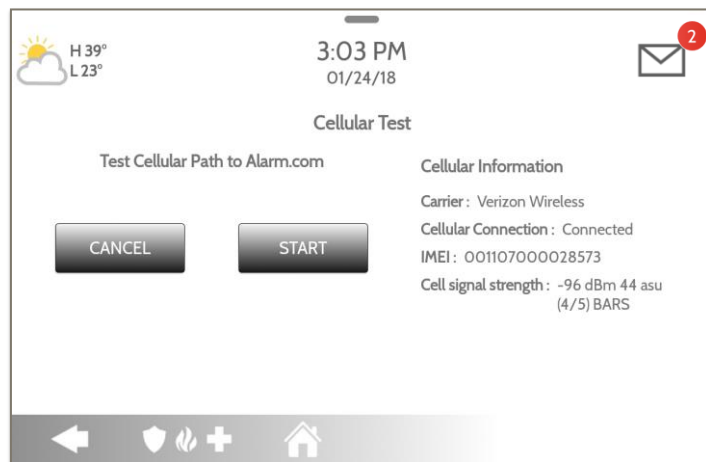 H 39°
L 23°
3:03 PM
01/24/18
2
Cellular Test
Test Cellular Path to Alarm.com
CANCEL
START
Cellular Information
Carrier : Verizon Wireless
Cellular Connection : Connected
IMEI : 001107000028573
Cell signal strength : -96 dBm 44 asu
(4/5) BARS